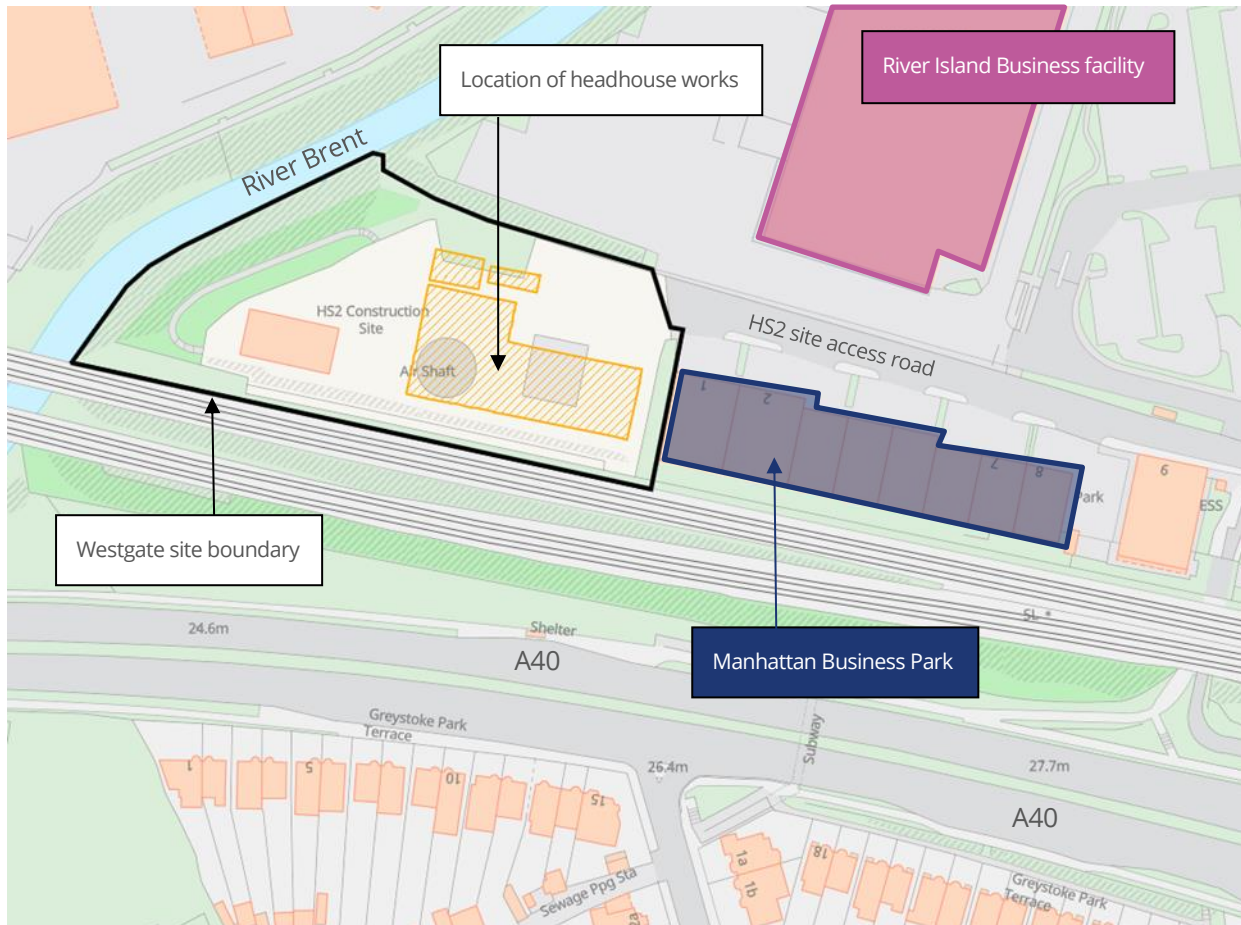 River Island Business facility
Location of headhouse works
River Brent
HS2 Construction
Site
Air Shaft
HS2 site access road
1
2
7
8
Park
9
ESS
Westgate site boundary
SL
24.6m
Shelter
A40
Manhattan Business Park
Greystoke Park
Terrace
Subway
26.4m
27.7m
A40
1
5
10
15
1a
1b
18
Sewage Ppg Sta
Greystoke Park
Terrace